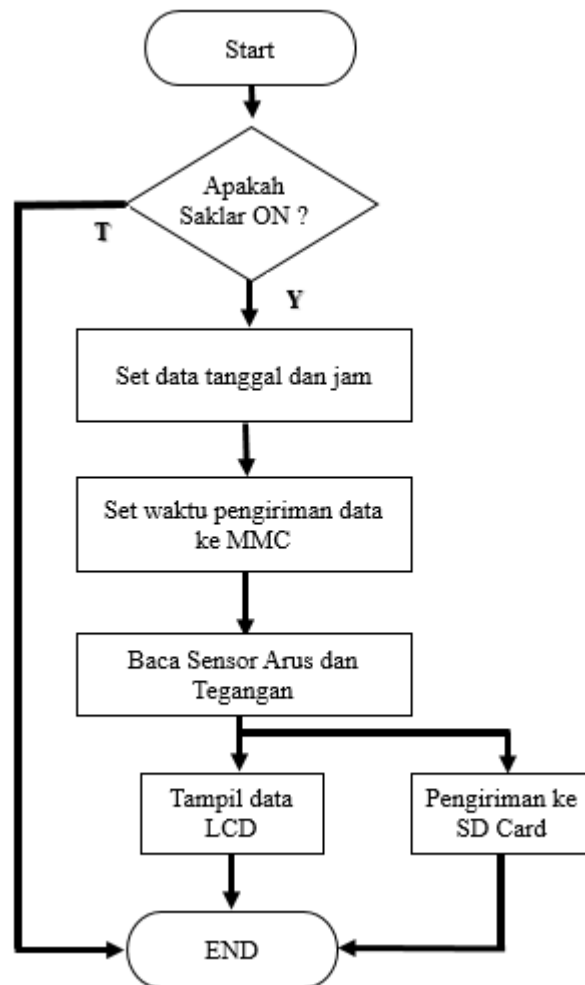 Start
Apakah
Saklar ON ?
T
Y
Set data tanggal dan jam
Set waktu pengiriman data
ke MMC
Baca Sensor Arus dan
Tegangan
Tampil data
LCD
Pengiriman ke
SD Card
END